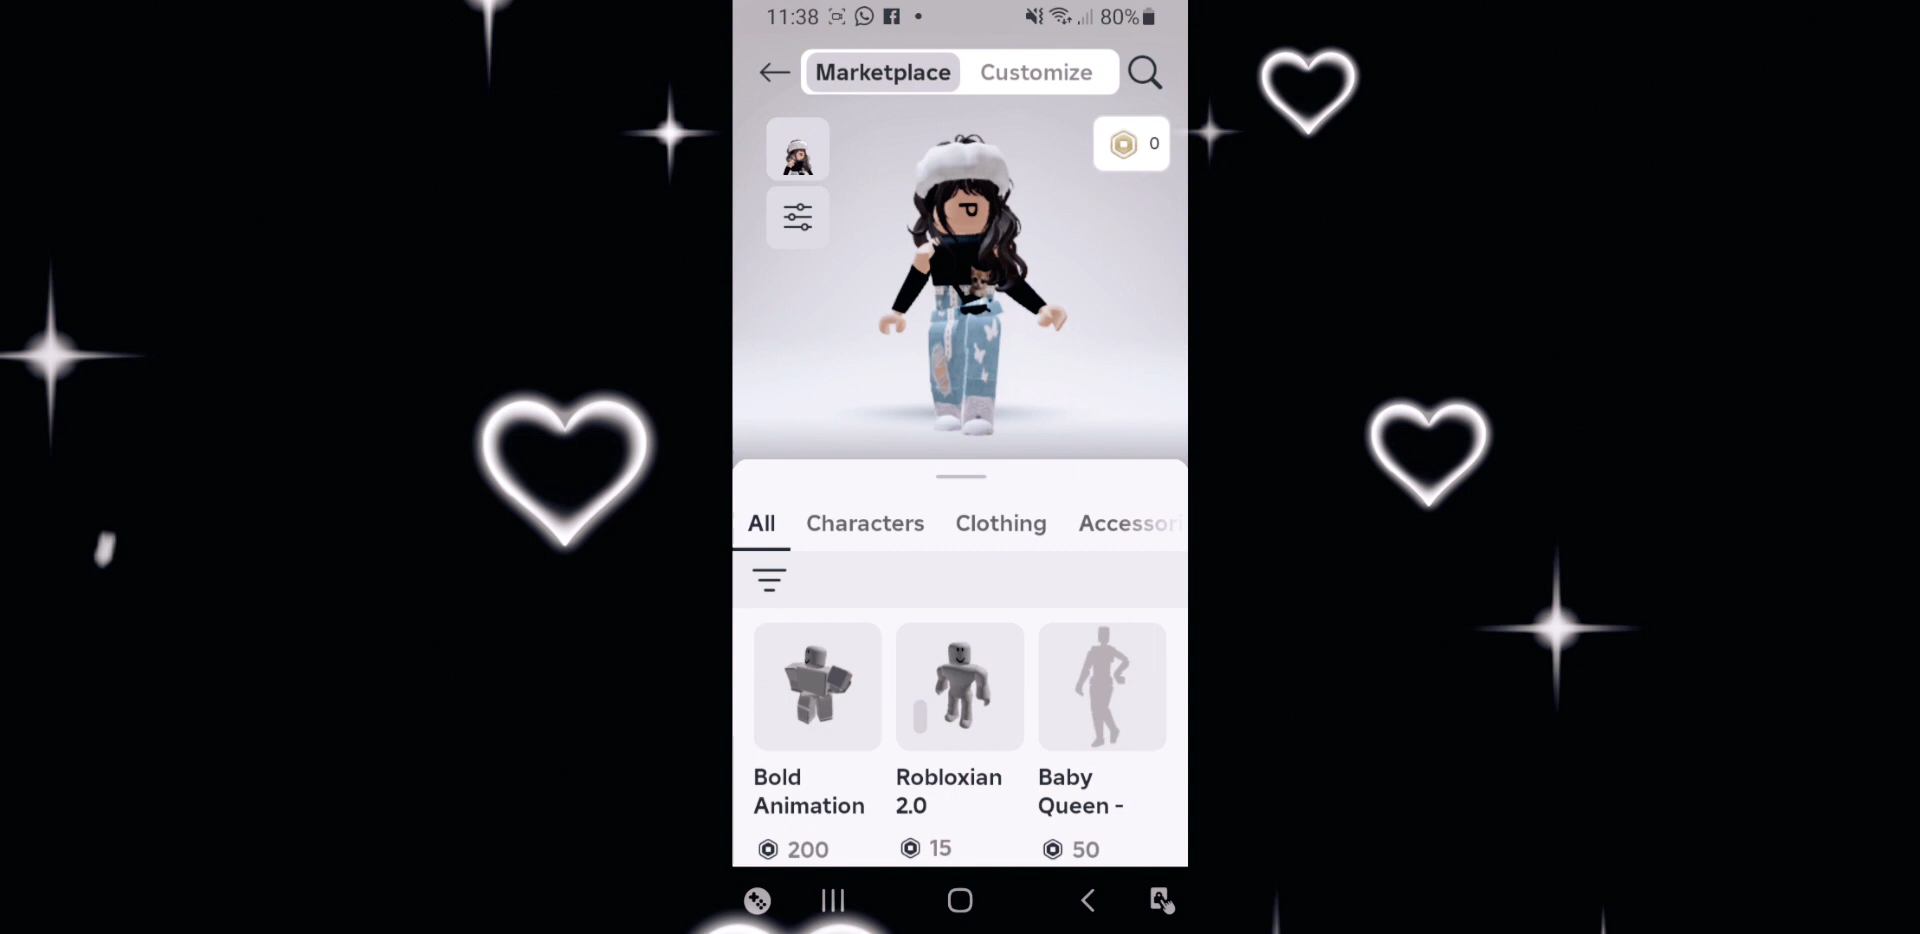 11:38
80%
Marketplace
Customize
0
P
All
Characters
Clothing
Accessori
Bold
Animation
Robloxian
2.0
Baby
Queen -
200
15
50